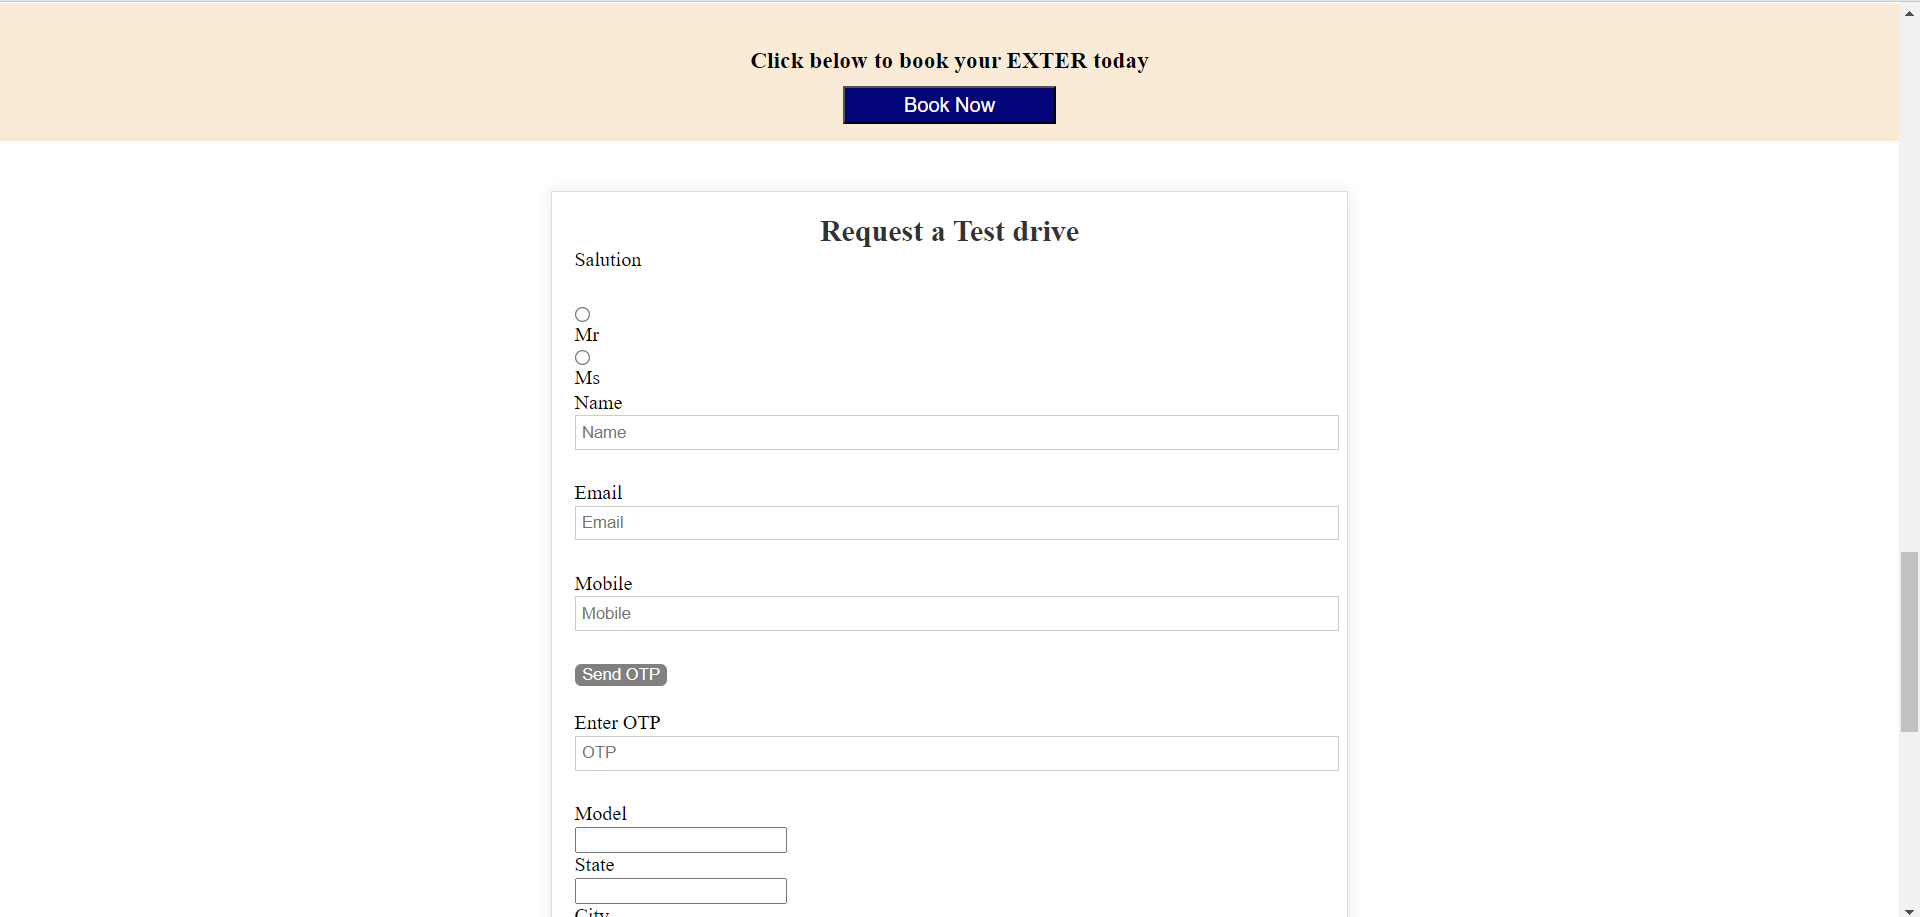 Click below to book your EXTER today
Book Now
Request a Test drive
Salution
Mr
Ms
Name
Name
Email
Email
Mobile
Mobile
Send OTP
Enter OTP
OTP
Model
State
City